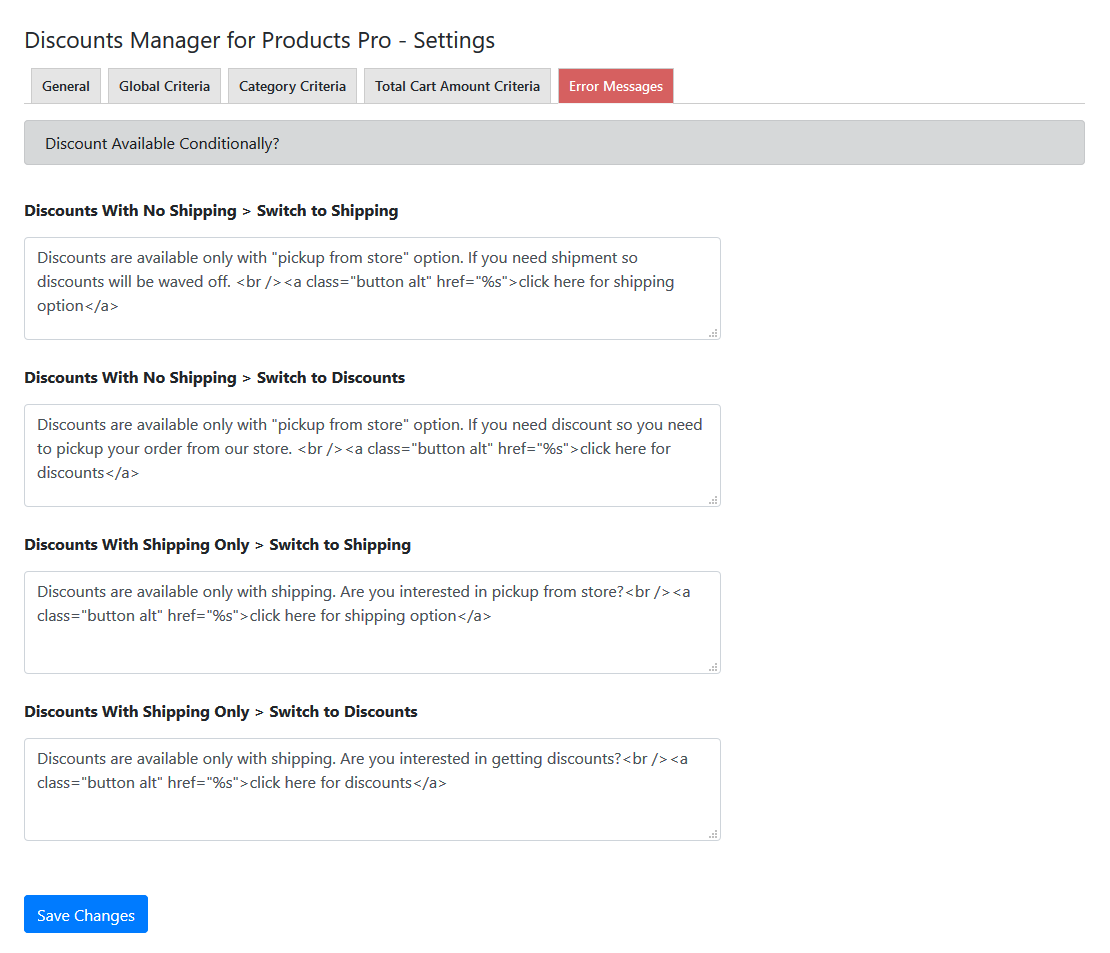 Discounts Manager for Products Pro - Settings
General
Global Criteria
Category Criteria
Total Cart Amount Criteria
Error Messages
Discount Available Conditionally?
Discounts With No Shipping > Switch to Shipping
Discounts are available only with "pickup from store" option. If you need shipment so
discounts will be waved off. <br /><a class="button alt" href="%s">click here for shipping
option</a>
Discounts With No Shipping > Switch to Discounts
Discounts are available only with "pickup from store" option. If you need discount so you need
to pickup your order from our store. <br /><a class="button alt" href="%s">click here for
discounts</a>
Discounts With Shipping Only > Switch to Shipping
Discounts are available only with shipping. Are you interested in pickup from store?<br /><a
class="button alt" href="%s">click here for shipping option</a>
Discounts With Shipping Only > Switch to Discounts
Discounts are available only with shipping. Are you interested in getting discounts?<br /><a
class="button alt" href="%s">click here for discounts</a>
Save Changes